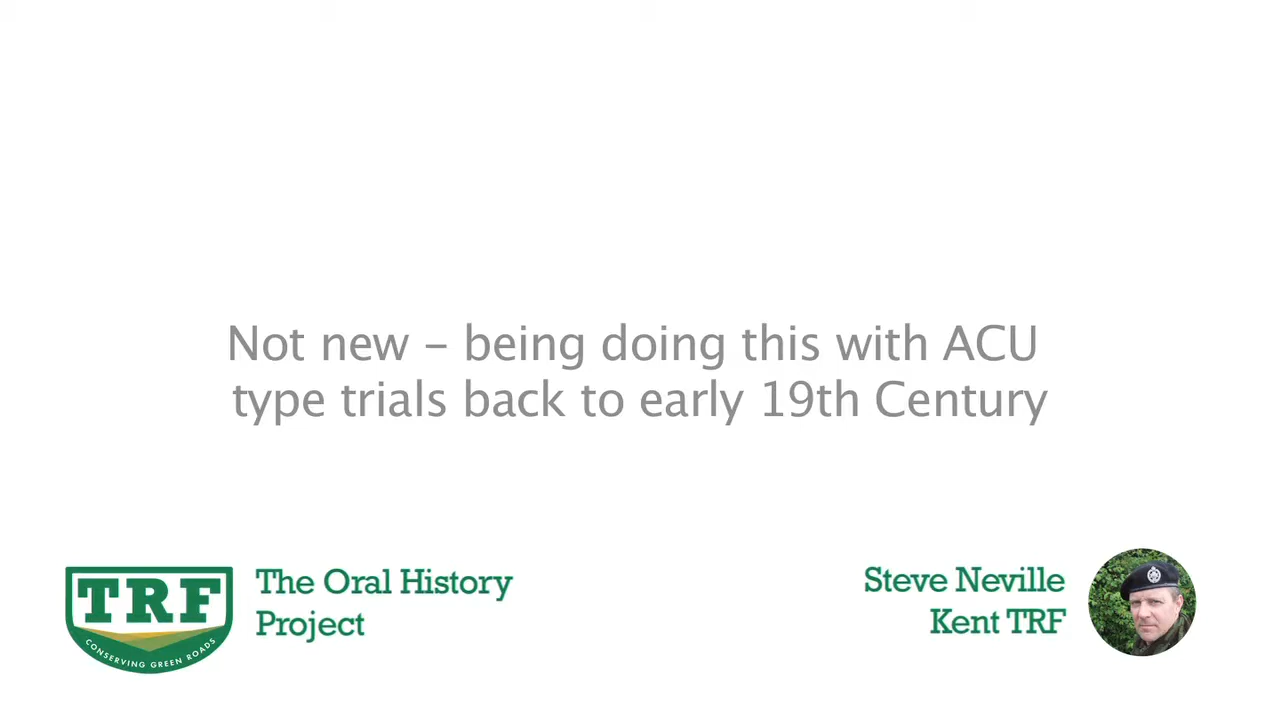 Not new – being doing this with ACU
type trials back to early 19th Century
TRF
CONSERVING GREEN ROADS
The Oral History
Project
Steve Neville
Kent TRF